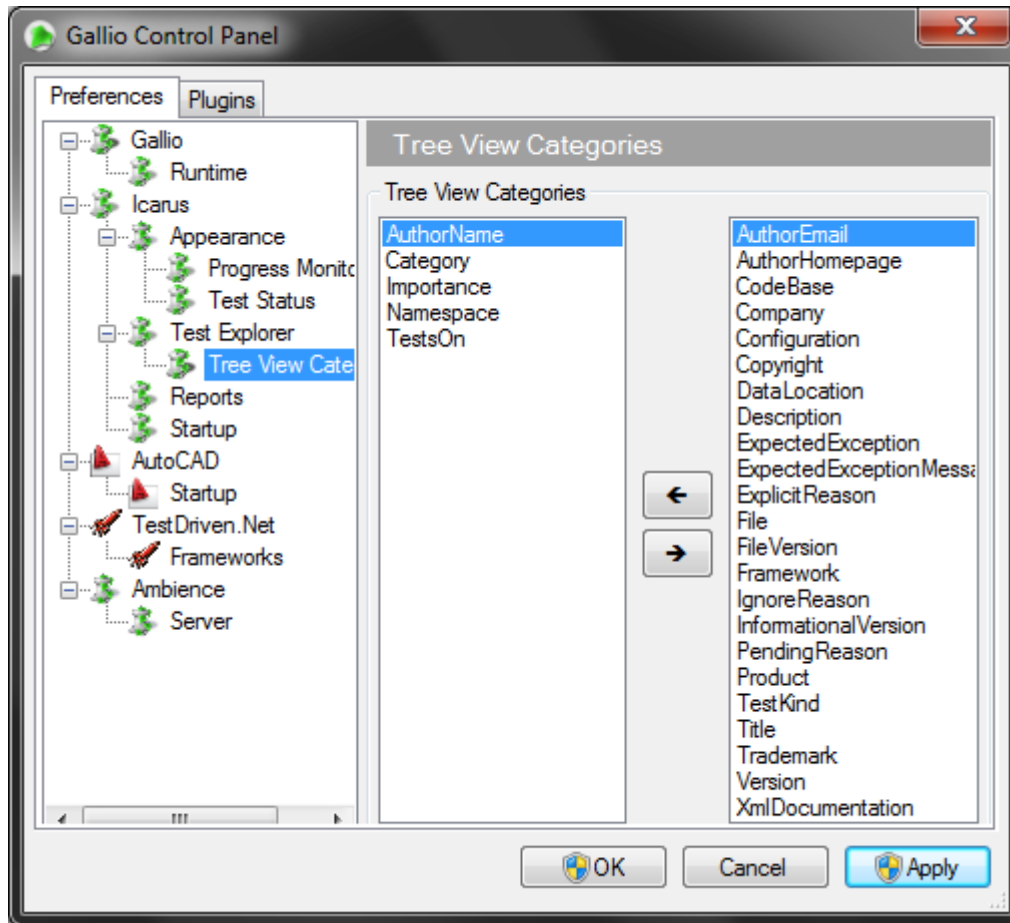 Gallio Control Panel
Preferences
Plugins
Gallio
Runtime
Icarus
Appearance
Progress Monitc
Test Status
Test Explorer
Tree View Cate
Reports
Startup
AutoCAD
Startup
TestDriven.Net
Frameworks
Ambience
Server
Tree View Categories
Tree View Categories
AuthorName
Category
Importance
Namespace
TestsOn
AuthorEmail
AuthorHomepage
CodeBase
Company
Configuration
Copyright
DataLocation
Description
ExpectedException
ExpectedExceptionMessa
ExplicitReason
File
FileVersion
Framework
IgnoreReason
InformationalVersion
PendingReason
Product
TestKind
Title
Trademark
Version
XmlDocumentation
OK
Cancel
Apply